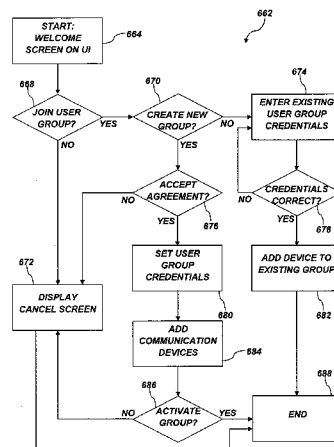 662
START:
WELCOME
SCREEN ON UI
664
668
JOIN USER
GROUP?
YES
NO
670
CREATE NEW
GROUP?
NO
YES
674
ENTER EXISTING
USER GROUP
CREDENTIALS
ACCEPT
AGREEMENT?
NO
YES
676
CREDENTIALS
CORRECT?
NO
YES
678
672
DISPLAY
CANCEL SCREEN
SET USER
GROUP
CREDENTIALS
680
ADD DEVICE TO
EXISTING GROUP
682
ADD
COMMUNICATION
DEVICES
684
686
ACTIVATE
GROUP?
NO
YES
688
END